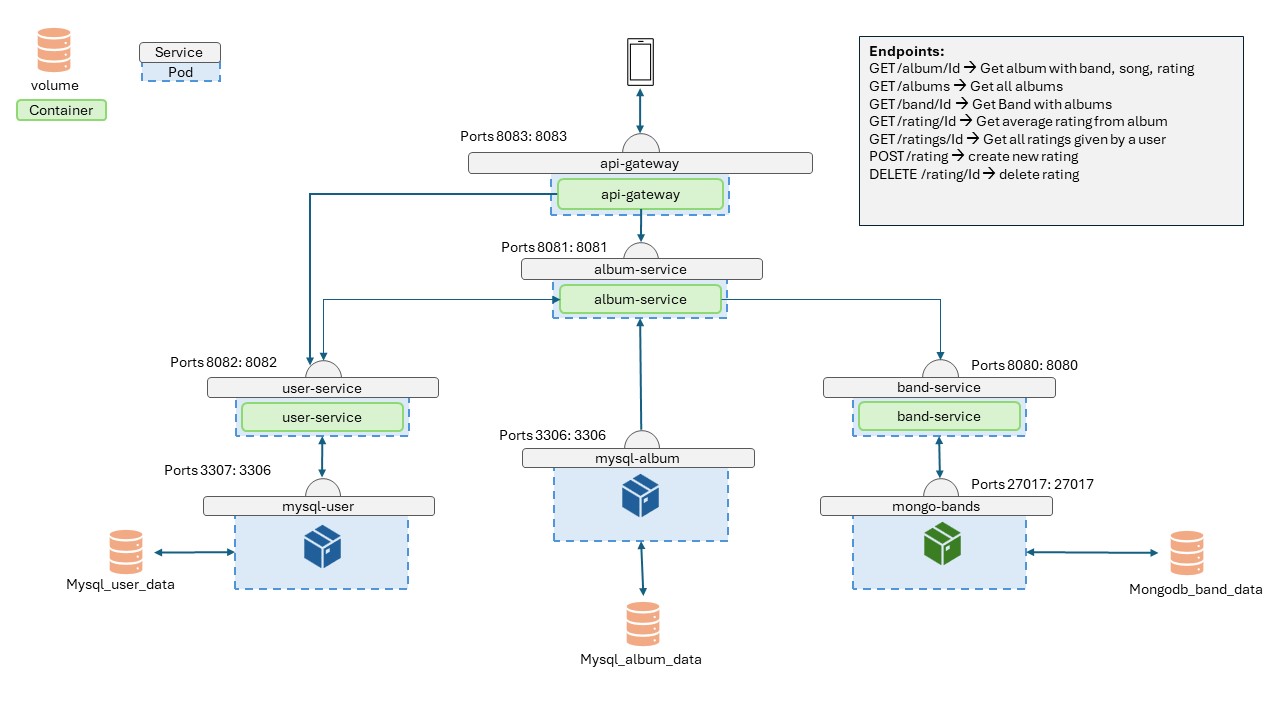 volume
Container
Service
Pod
Endpoints:
GET /album/Id → Get album with band, song, rating
GET /albums → Get all albums
GET /band/Id → Get Band with albums
GET /rating/Id → Get average rating from album
GET /ratings/Id → Get all ratings given by a user
POST /rating → create new rating
DELETE /rating/Id → delete rating
Ports 8083: 8083
api-gateway
api-gateway
Ports 8081: 8081
album-service
album-service
Ports 8082: 8082
user-service
user-service
Ports 8080: 8080
band-service
band-service
Ports 3307: 3306
mysql-user
Mysql_user_data
Ports 3306: 3306
mysql-album
Mysql_album_data
Ports 27017: 27017
mongo-bands
Mongodb_band_data